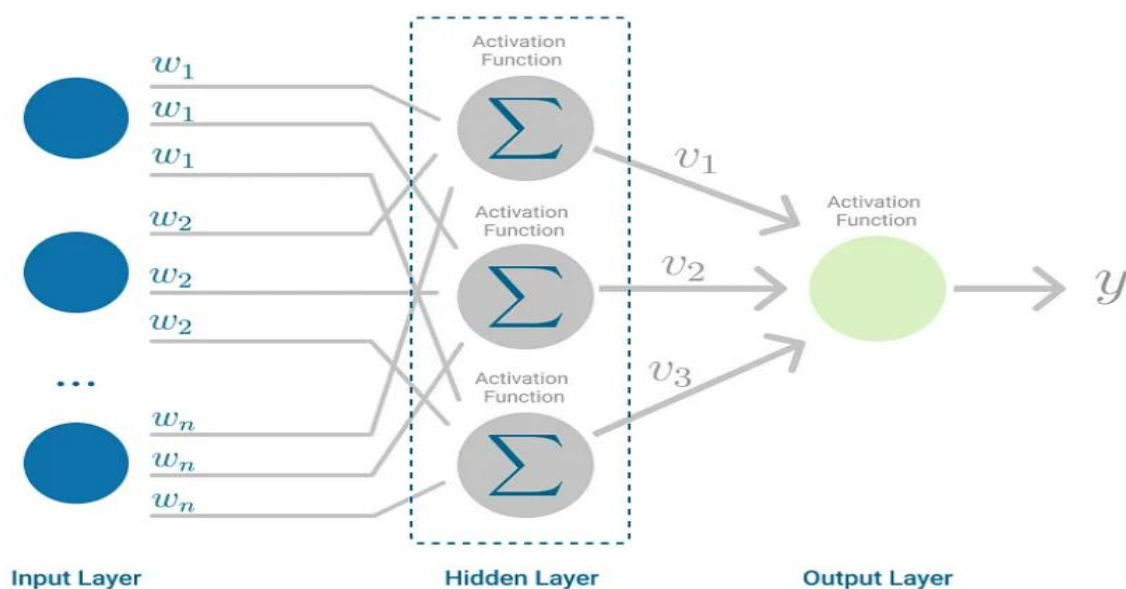 Activation
Function
w₁
w₁
w₁
w₂
w₂
w₂
...
wₙ
wₙ
wₙ
Σ
Activation
Function
Σ
Activation
Function
Σ
v₁
v₂
v₃
Activation
Function
y
Input Layer
Hidden Layer
Output Layer